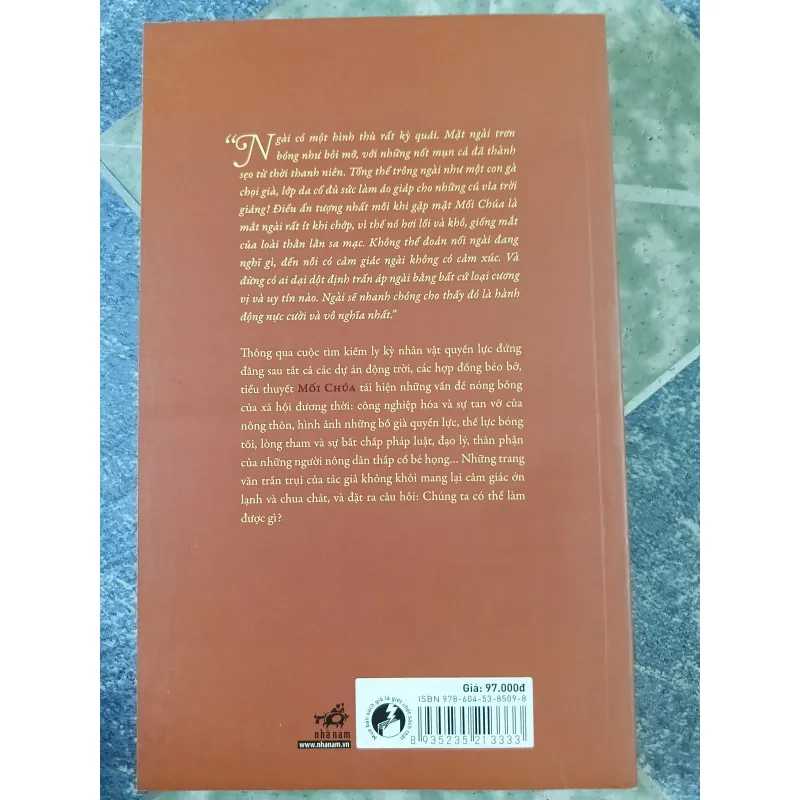 “Ngài có một hình thù rất kỳ quái. Mặt ngài trơn
bóng như bôi mỡ, với những nốt mụn cá đã thành
sẹo từ thời thanh niên. Tổng thể trông ngài như một con gà
chọi già, lớp da cổ đủ sức làm áo giáp cho những cú vỉa trời
giáng! Điều ấn tượng nhất mỗi khi gặp mặt Mối Chúa là
mắt ngài rất ít khi chớp, vì thế nó hơi lồi và khô, giống mắt
của loài thằn lằn sa mạc. Không thể đoán nổi ngài đang
nghĩ gì, đến nỗi có cảm giác ngài không có cảm xúc. Và
đừng có ai dại dột định trấn áp ngài bằng bất cứ loại cương
vị và uy tín nào. Ngài sẽ nhanh chóng cho thấy đó là hành
động nực cười và vô nghĩa nhất.”
Thông qua cuộc tìm kiếm ly kỳ nhân vật quyền lực đứng
đằng sau tất cả các dự án động trời, các hợp đồng béo bở,
tiểu thuyết MỐI CHÚA tái hiện những vấn đề nóng bỏng
của xã hội đương thời: công nghiệp hóa và sự tan vỡ của
nông thôn, hình ảnh những bố già quyền lực, thế lực bóng
tối, lòng tham và sự bất chấp pháp luật, đạo lý, thân phận
của những người nông dân thấp cổ bé họng... Những trang
văn trần trụi của tác giả không khỏi mang lại cảm giác ớn
lạnh và chua chát, và đặt ra câu hỏi: Chúng ta có thể làm
được gì?
Giá: 97.000đ
ISBN 978-604-53-8509-8
Mua bán sách giả là giết chết sách thật
8 935235 213333
nhã nam
www.nhanam.vn